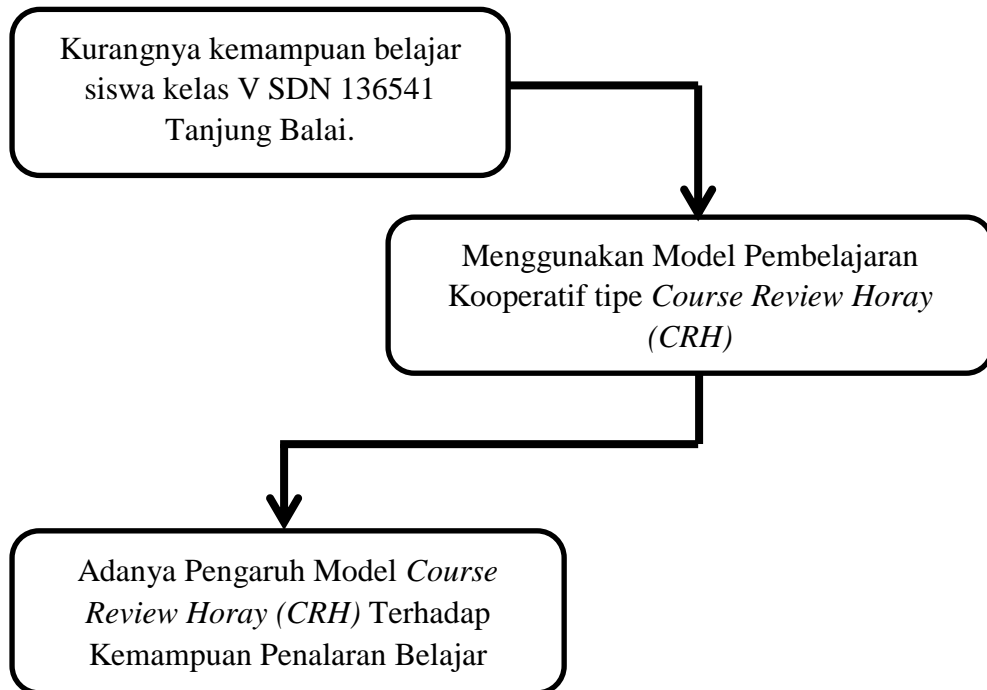 Kurangnya kemampuan belajar
siswa kelas V SDN 136541
Tanjung Balai.
Menggunakan Model Pembelajaran
Kooperatif tipe Course Review Horay
(CRH)
Adanya Pengaruh Model Course
Review Horay (CRH) Terhadap
Kemampuan Penalaran Belajar